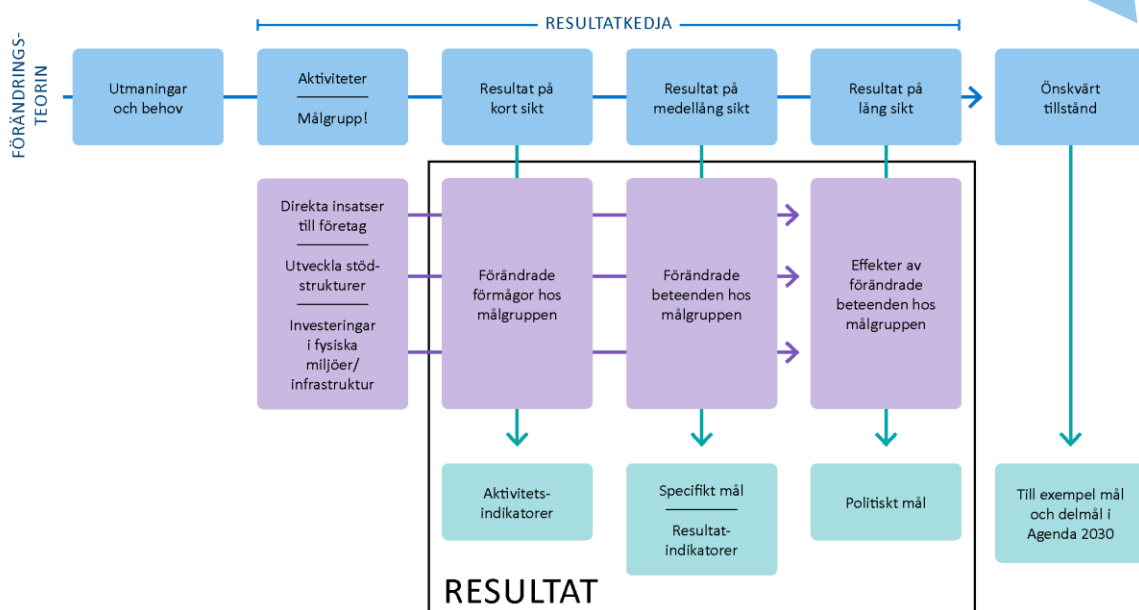 RESULTATKEDJA
FÖRÄNDRINGS-
TEORIN
Utmaningar
och behov
Aktiviteter
Målgrupp!
Resultat på
kort sikt
Resultat på
medellång sikt
Resultat på
lång sikt
Önskvärt
tillstånd
Direkta insatser
till företag
Utveckla stöd-
strukturer
Investeringar
i fysiska
miljöer/
infrastruktur
Förändrade
förmågor hos
målgruppen
Förändrade
beteenden hos
målgruppen
Effekter av
förändrade
beteenden hos
målgruppen
Aktivitets-
indikatorer
Specifikt mål
Resultat-
indikatorer
Politiskt mål
Till exempel mål
och delmål i
Agenda 2030
RESULTAT